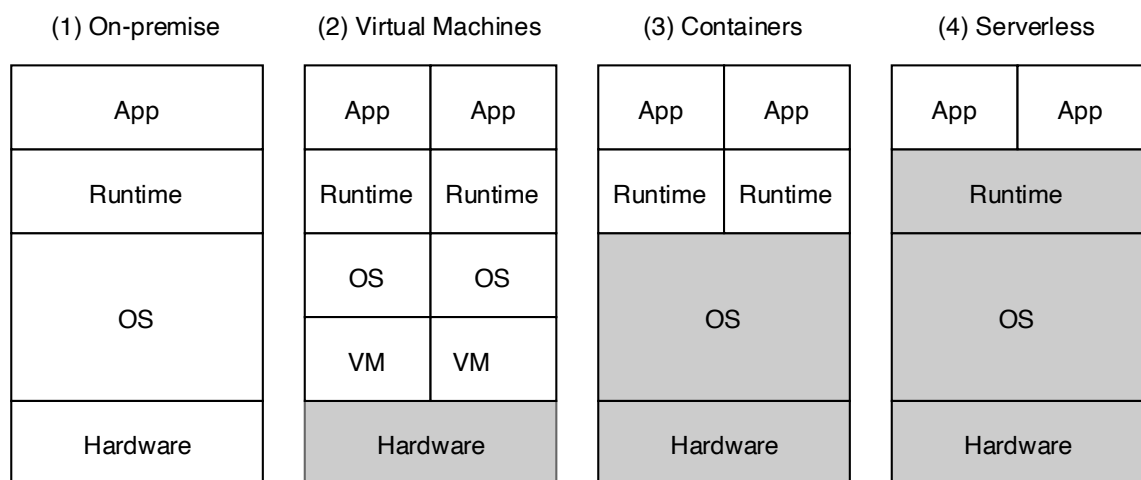 (1) On-premise (2) Virtual Machines (3) Containers (4) Serverless
App App App App App App App
Runtime Runtime Runtime Runtime Runtime Runtime
OS OS OS OS OS
VM VM
Hardware Hardware Hardware Hardware